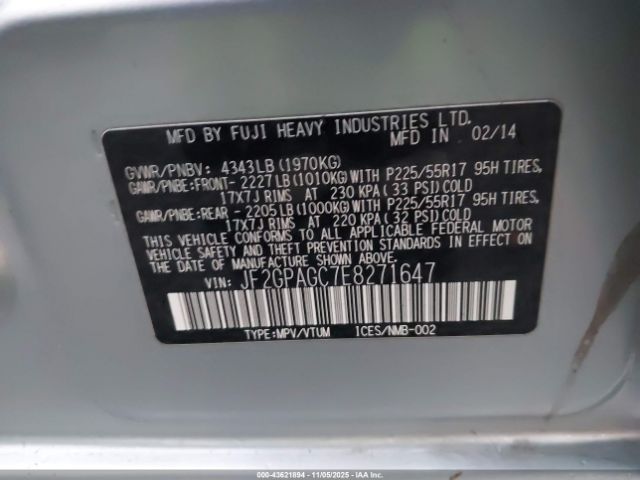 MFD BY FUJI HEAVY INDUSTRIES LTD.
MFD IN 02/14
GVWR/PNBV: 4343LB (1970KG)
GAWR/PNBE:FRONT- 2227LB(1010KG)WITH P225/55R17 95H TIRES,
17X7J RIMS AT 230 KPA( 33 PSI)COLD
GAWR/PNBE:REAR - 2205LB(1000KG)WITH P225/55R17 95H TIRES,
17X7J RIMS AT 220 KPA( 32 PSI)COLD
THIS VEHICLE CONFORMS TO ALL APPLICABLE FEDERAL MOTOR
VEHICLE SAFETY AND THEFT PREVENTION STANDARDS IN EFFECT ON
THE DATE OF MANUFACTURE SHOWN ABOVE.
VIN: JF2GPAGC7E8271647
TYPE:MPV/VTUM ICES/NMB-002
000-43621894 - 11/05/2025 - IAA Corp.